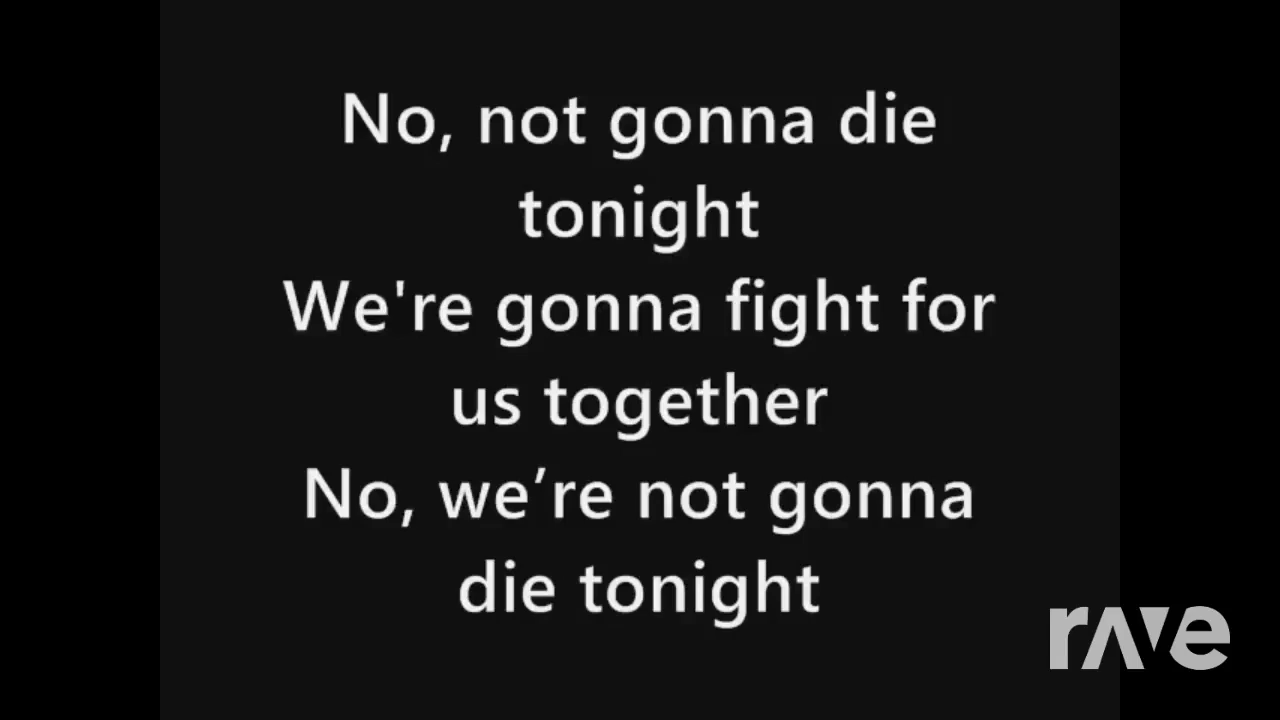 No, not gonna die
tonight
We're gonna fight for
us together
No, we’re not gonna
die tonight
rave